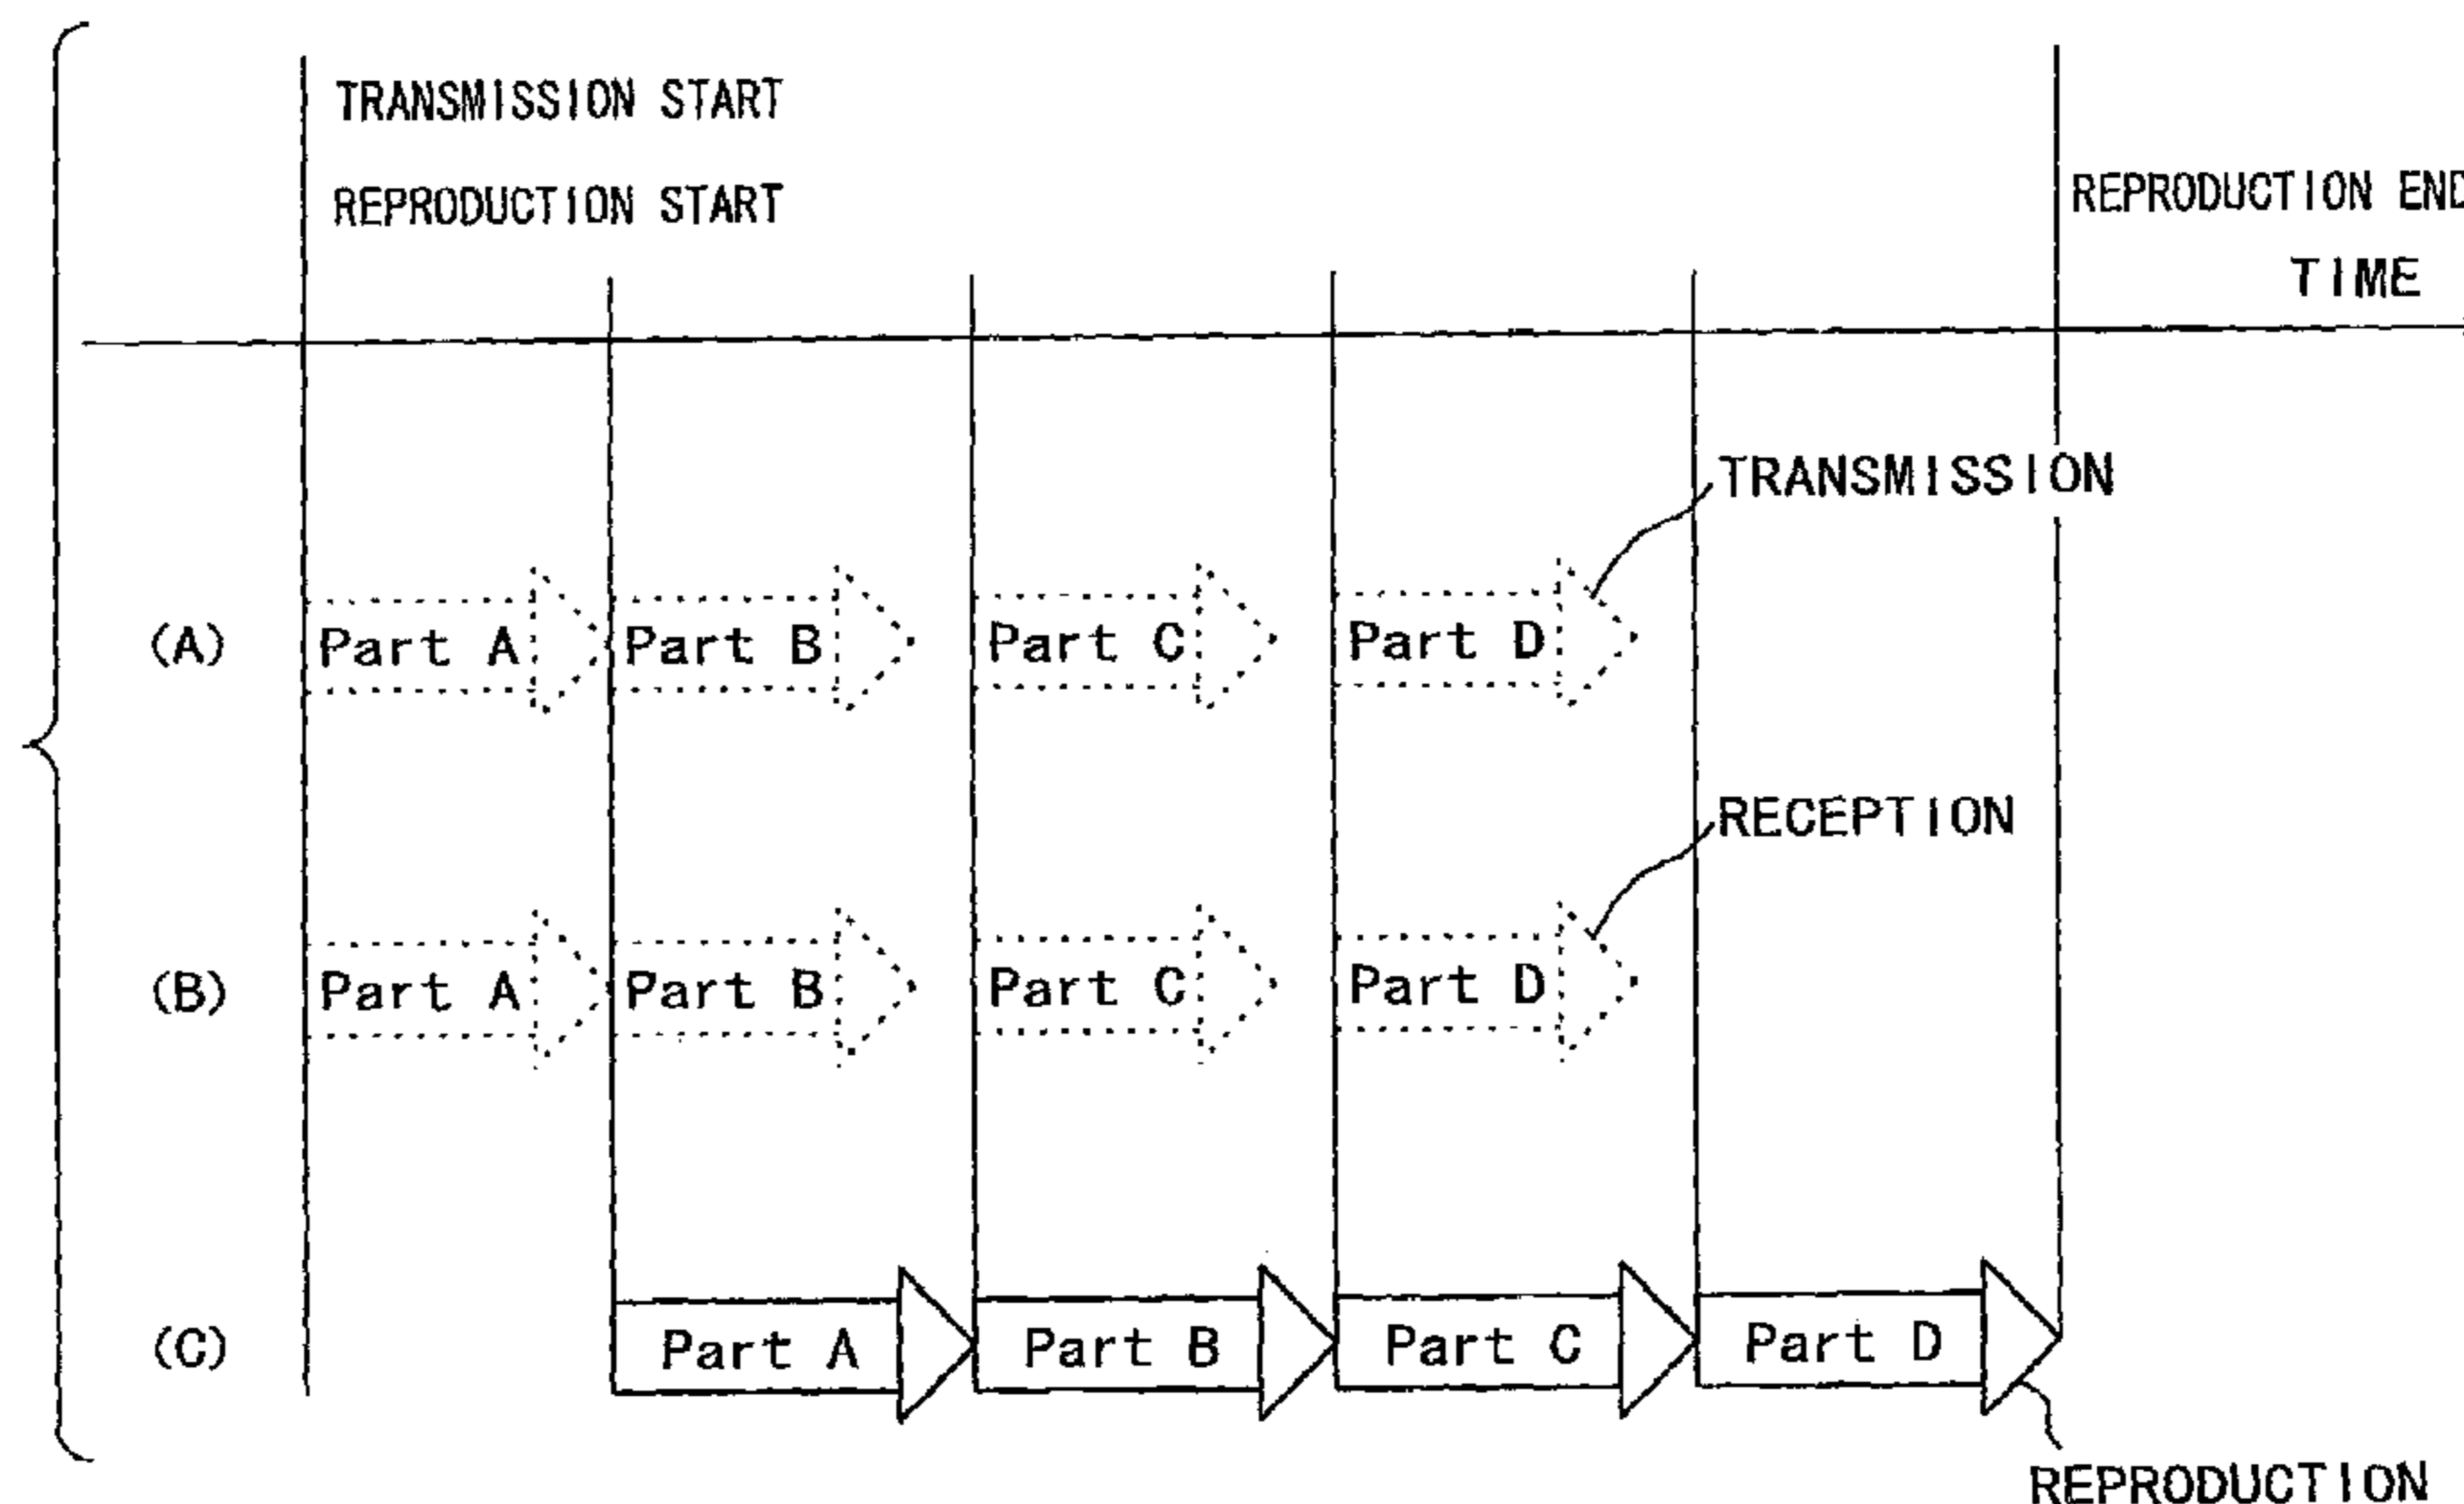 TRANSMISSION START
REPRODUCTION START
REPRODUCTION END
TIME
TRANSMISSION
(A) Part A Part B Part C Part D
RECEPTION
(B) Part A Part B Part C Part D
(C) Part A Part B Part C Part D
REPRODUCTION